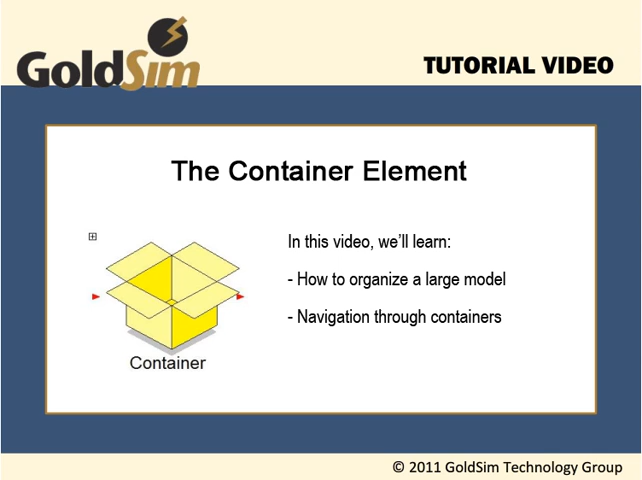 GoldSim
TUTORIAL VIDEO
The Container Element
In this video, we'll learn:
- How to organize a large model
- Navigation through containers
Container
© 2011 GoldSim Technology Group